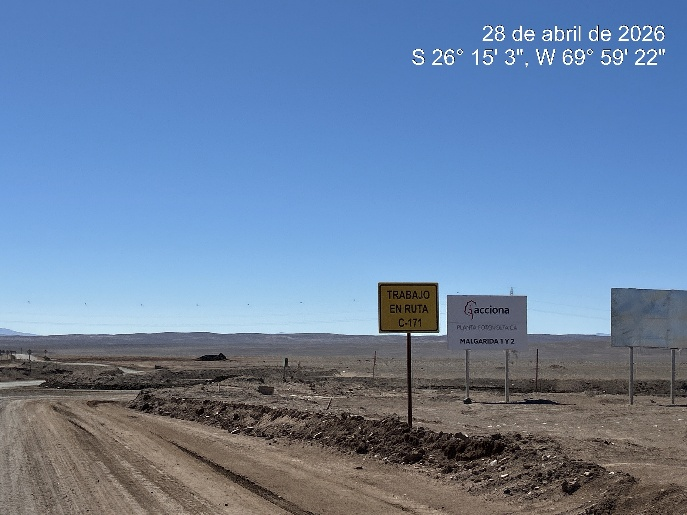 28 de abril de 2026
S 26° 15' 3", W 69° 59' 22"
TRABAJO
EN RUTA
C-171
acciona
PLANTA FOTOVOLTAICA
MALGARIDA 1 Y 2